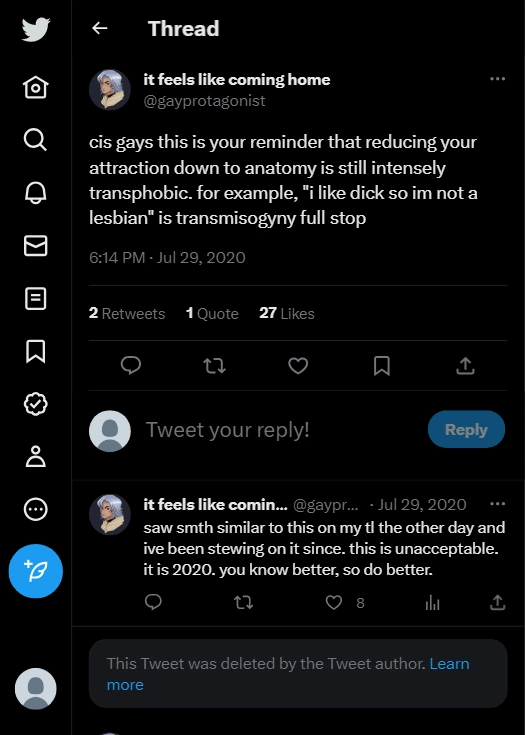 Thread
it feels like coming home
@gayprotagonist
cis gays this is your reminder that reducing your
attraction down to anatomy is still intensely
transphobic. for example, "i like dick so im not a
lesbian" is transmisogyny full stop
6:14 PM · Jul 29, 2020
2 Retweets 1 Quote 27 Likes
Tweet your reply!
Reply
it feels like comin... @gaypr... · Jul 29, 2020
saw smth similar to this on my tl the other day and
ive been stewing on it since. this is unacceptable.
it is 2020. you know better, so do better.
8
This Tweet was deleted by the Tweet author. Learn
more